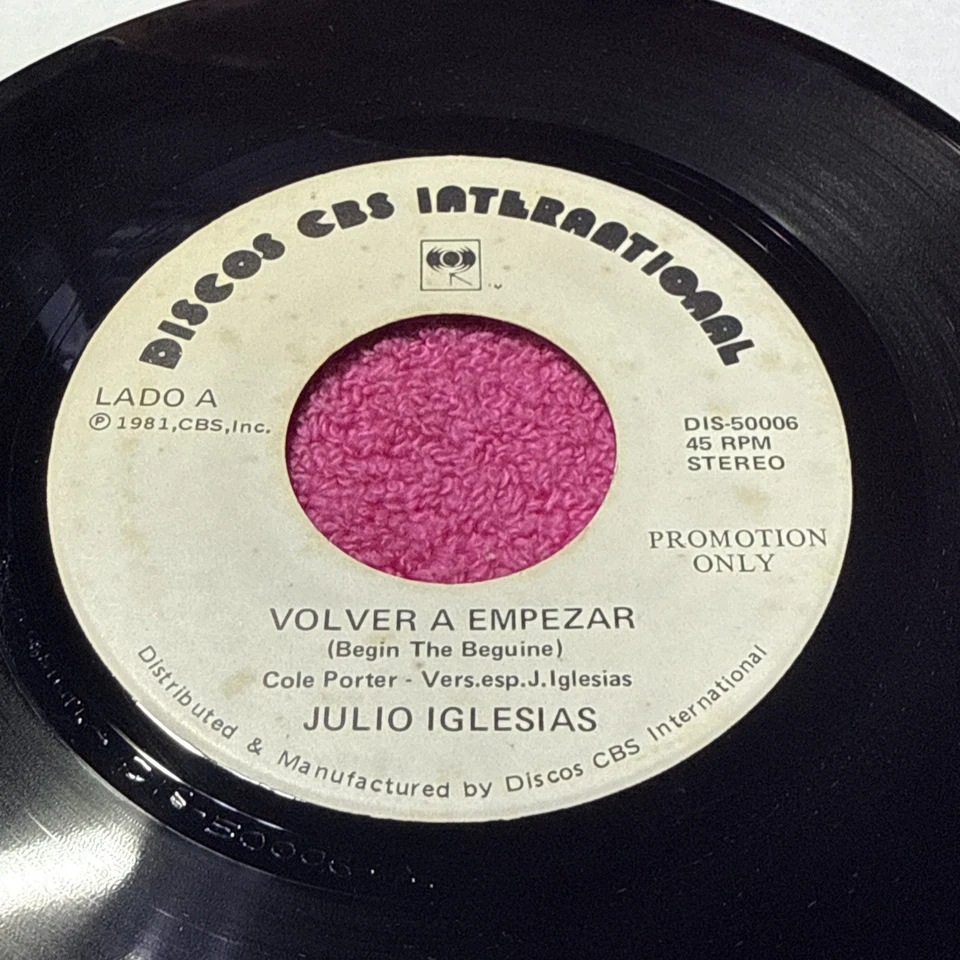 DISCOS CBS INTERNATIONAL
LADO A
℗ 1981,CBS,Inc.
DIS-50006
45 RPM
STEREO
PROMOTION
ONLY
VOLVER A EMPEZAR
(Begin The Beguine)
Cole Porter - Vers.esp.J.Iglesias
JULIO IGLESIAS
Distributed & Manufactured by Discos CBS International